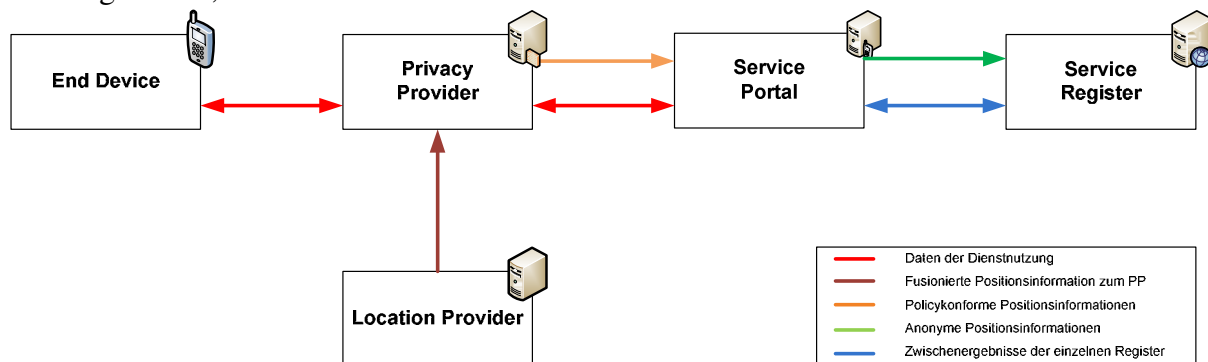 End Device
Privacy
Provider
Service
Portal
Service
Register
Location Provider
Daten der Dienstnutzung
Fusionierte Positionsinformation zum PP
Policykonforme Positionsinformationen
Anonyme Positionsinformationen
Zwischenergebnisse der einzelnen Register